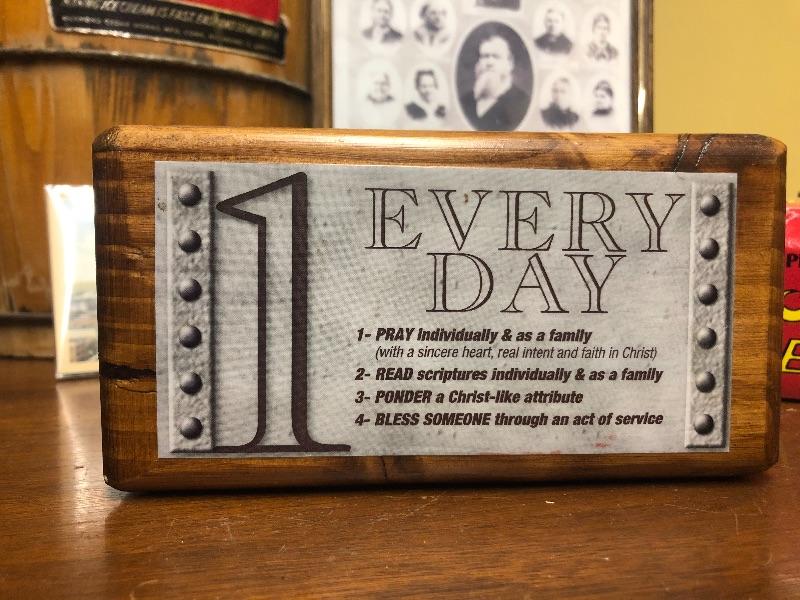 1 EVERY
DAY
1- PRAY individually & as a family
(with a sincere heart, real intent and faith in Christ)
2- READ scriptures individually & as a family
3- PONDER a Christ-like attribute
4- BLESS SOMEONE through an act of service